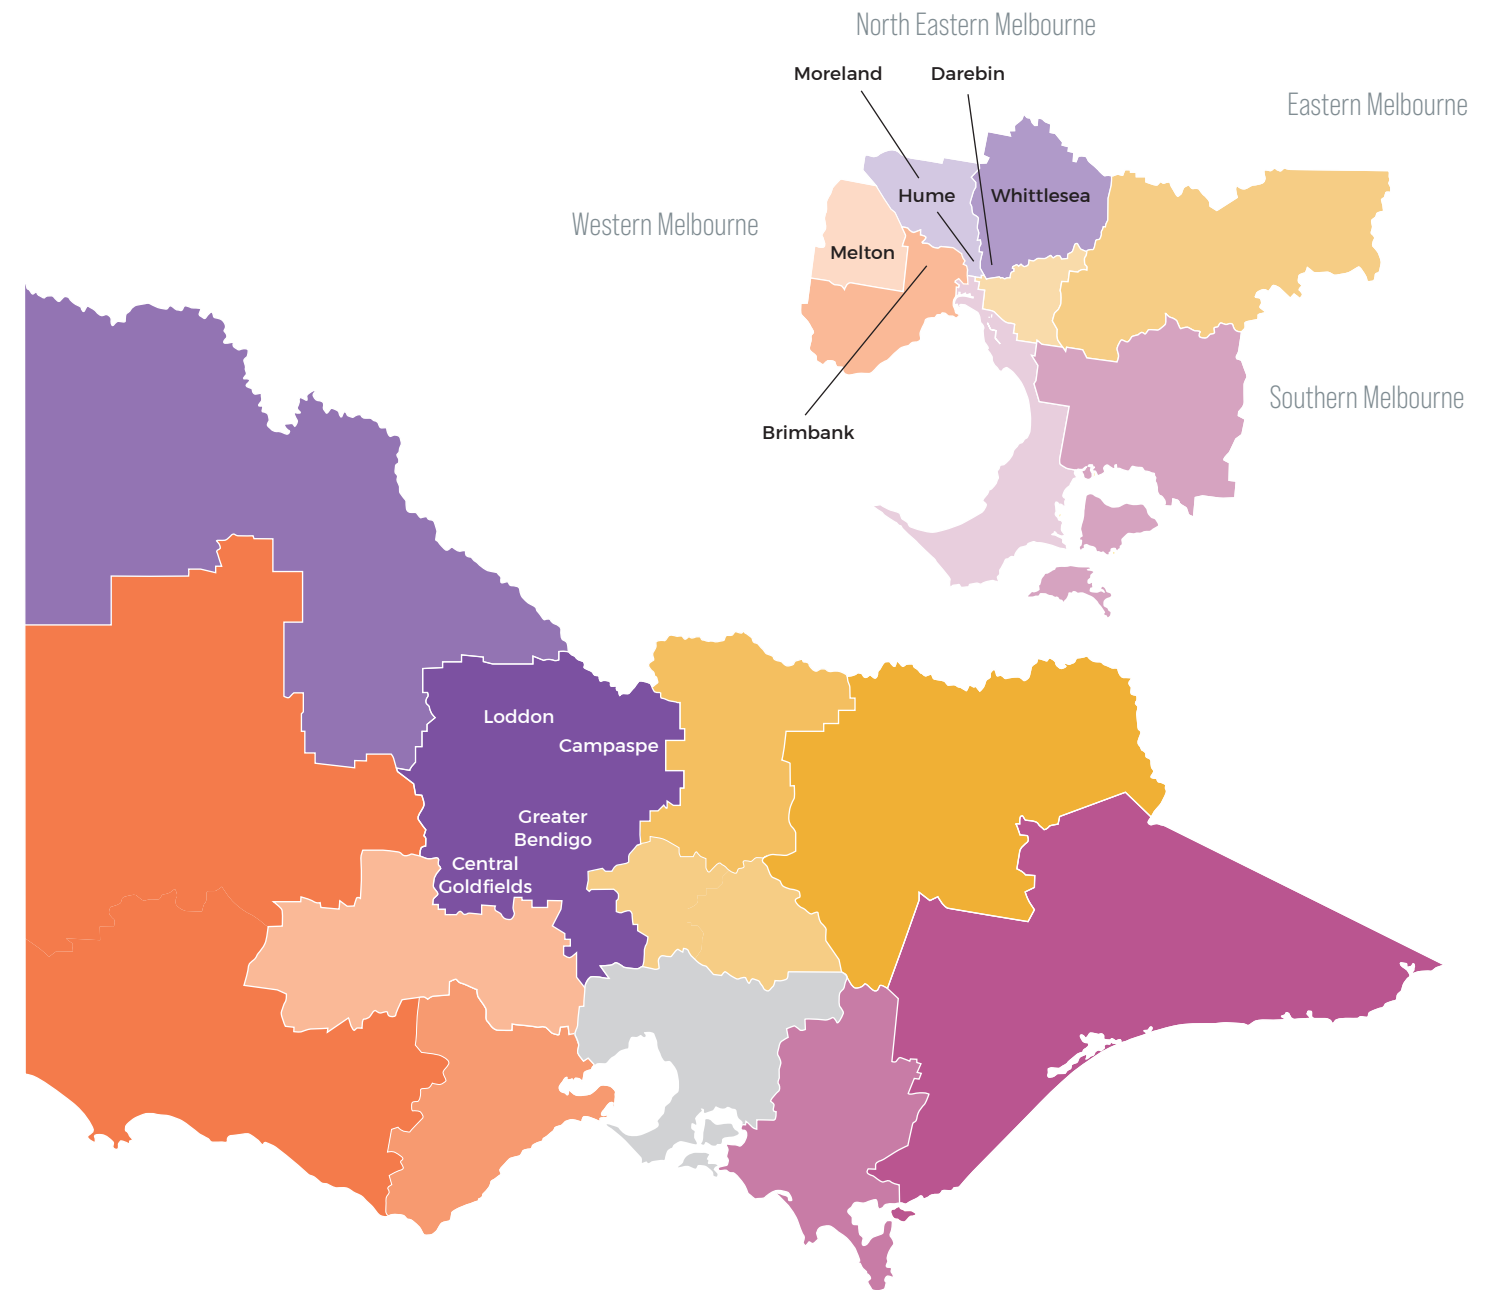 North Eastern Melbourne
Moreland
Darebin
Eastern Melbourne
Hume
Whittlesea
Western Melbourne
Melton
Southern Melbourne
Brimbank
Loddon
Campaspe
Greater
Bendigo
Central
Goldfields